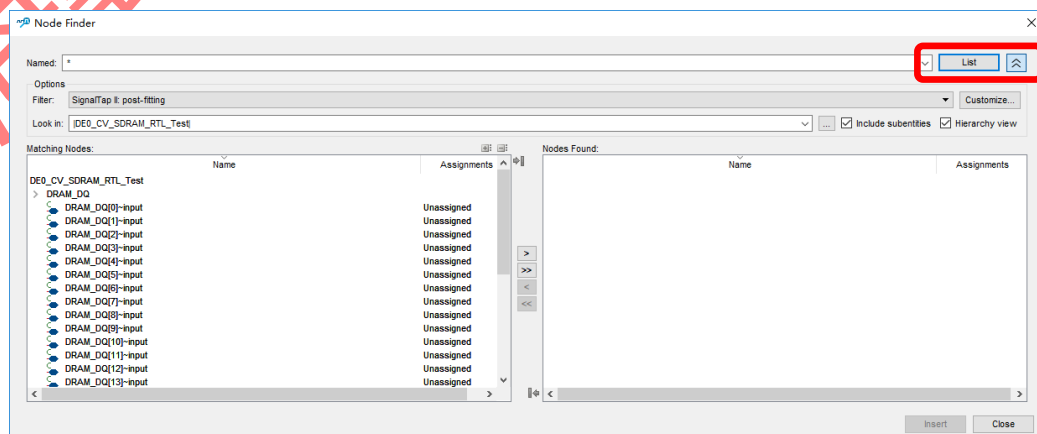 Node Finder
Named: *
List
Options
Filter: SignalTap II: post-fitting
Customize...
Look in: |DE0_CV_SDRAM_RTL_Test|
...
Include subentities
Hierarchy view
Matching Nodes:
Nodes Found:
Name Assignments
Name Assignments
DE0_CV_SDRAM_RTL_Test
> DRAM_DQ
DRAM_DQ[0]~input Unassigned
DRAM_DQ[1]~input Unassigned
DRAM_DQ[2]~input Unassigned
DRAM_DQ[3]~input Unassigned
DRAM_DQ[4]~input Unassigned
DRAM_DQ[5]~input Unassigned
DRAM_DQ[6]~input Unassigned
DRAM_DQ[7]~input Unassigned
DRAM_DQ[8]~input Unassigned
DRAM_DQ[9]~input Unassigned
DRAM_DQ[10]~input Unassigned
DRAM_DQ[11]~input Unassigned
DRAM_DQ[12]~input Unassigned
DRAM_DQ[13]~input Unassigned
>
>>
<
<<
Insert
Close